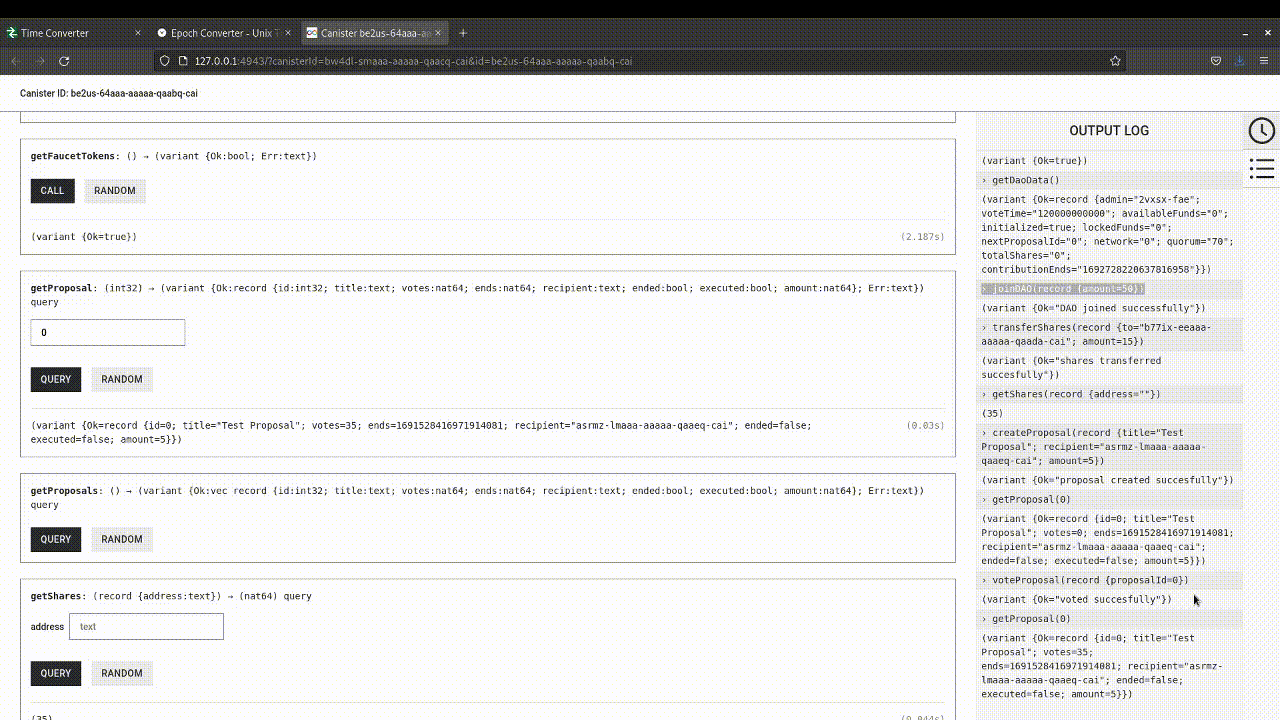 Time Converter
Epoch Converter - Unix T
Canister be2us-64aaa-aa
127.0.0.1:4943/?canisterId=bw4dl-smaaa-aaaaa-qaacq-cai&id=be2us-64aaa-aaaaa-qaabq-cai
Canister ID: be2us-64aaa-aaaaa-qaabq-cai
getFaucetTokens: () → (variant {Ok:bool; Err:text})
CALL RANDOM
(variant {Ok=true}) (2.187s)
getProposal: (int32) → (variant {Ok:record {id:int32; title:text; votes:nat64; ends:nat64; recipient:text; ended:bool; executed:bool; amount:nat64}; Err:text})
query
0
QUERY RANDOM
(variant {Ok=record {id=0; title="Test Proposal"; votes=35; ends=1691528416971914081; recipient="asrmz-lmaaa-aaaaa-qaaeq-cai"; ended=false; (0.03s)
executed=false; amount=5}})
getProposals: () → (variant {Ok:vec record {id:int32; title:text; votes:nat64; ends:nat64; recipient:text; ended:bool; executed:bool; amount:nat64}; Err:text})
query
QUERY RANDOM
getShares: (record {address:text}) → (nat64) query
address text
QUERY RANDOM
(35) (0.044s)
OUTPUT LOG
(variant {Ok=true})
› getDaoData()
(variant {Ok=record {admin="2vxsx-fae";
voteTime="120000000000"; availableFunds="0";
initialized=true; lockedFunds="0";
nextProposalId="0"; network="0"; quorum="70";
totalShares="0";
contributionEnds="1692728220637816958"}})
› joinDAO(record {amount=50})
(variant {Ok="DAO joined successfully"})
› transferShares(record {to="b77ix-eeaaa-
aaaaa-qaada-cai"; amount=15})
(variant {Ok="shares transferred
succesfully"})
› getShares(record {address=""})
(35)
› createProposal(record {title="Test
Proposal"; recipient="asrmz-lmaaa-aaaaa-
qaaeq-cai"; amount=5})
(variant {Ok="proposal created succesfully"})
› getProposal(0)
(variant {Ok=record {id=0; title="Test
Proposal"; votes=0; ends=1691528416971914081;
recipient="asrmz-lmaaa-aaaaa-qaaeq-cai";
ended=false; executed=false; amount=5}})
› voteProposal(record {proposalId=0})
(variant {Ok="voted succesfully"})
› getProposal(0)
(variant {Ok=record {id=0; title="Test
Proposal"; votes=35;
ends=1691528416971914081; recipient="asrmz-
lmaaa-aaaaa-qaaeq-cai"; ended=false;
executed=false; amount=5}})